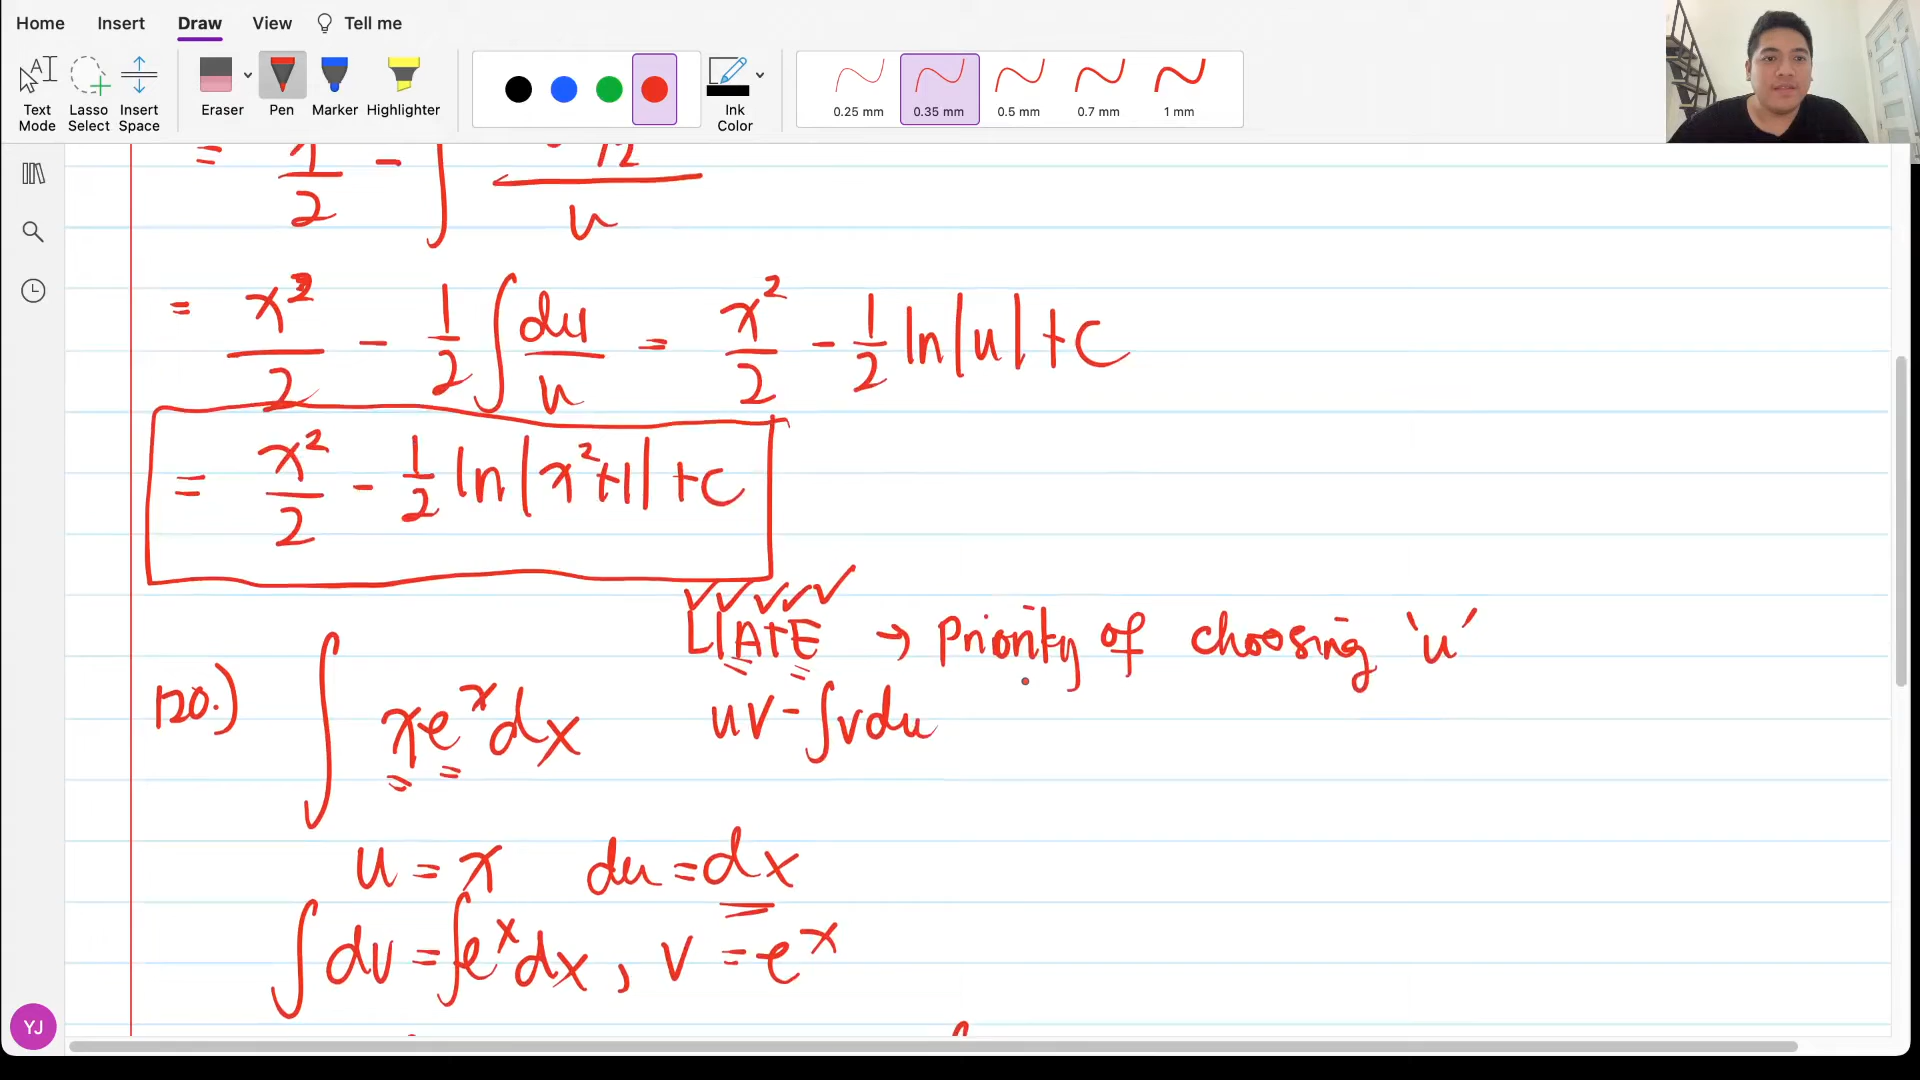 Home Insert Draw View Tell me
Text Mode Lasso Select Insert Space Eraser Pen Marker Highlighter Ink Color 0.25 mm 0.35 mm 0.5 mm 0.7 mm 1 mm
= x²/2 - 1/2 ∫ du/u = x²/2 - 1/2 ln|u| + C
= x²/2 - 1/2 ln|x²+1| + C
LIATE → Priority of choosing 'u'
120.) ∫ xe^x dx uv - ∫vdu
u = x du = dx
∫ dv = ∫e^x dx, v = e^x
YJ